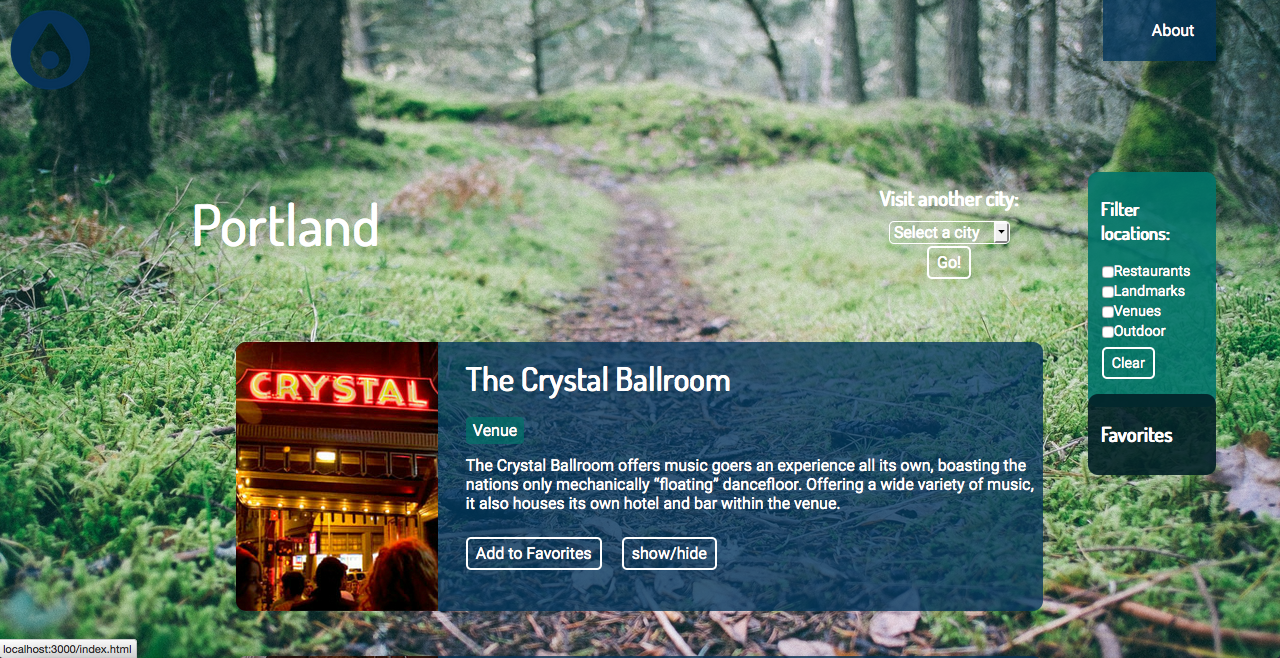 About
Portland
Visit another city:
Select a city
Go!
Filter
locations:
Restaurants
Landmarks
Venues
Outdoor
Clear
Favorites
CRYSTAL
The Crystal Ballroom
Venue
The Crystal Ballroom offers music goers an experience all its own, boasting the
nations only mechanically “floating” dancefloor. Offering a wide variety of music,
it also houses its own hotel and bar within the venue.
Add to Favorites
show/hide
localhost:3000/index.html